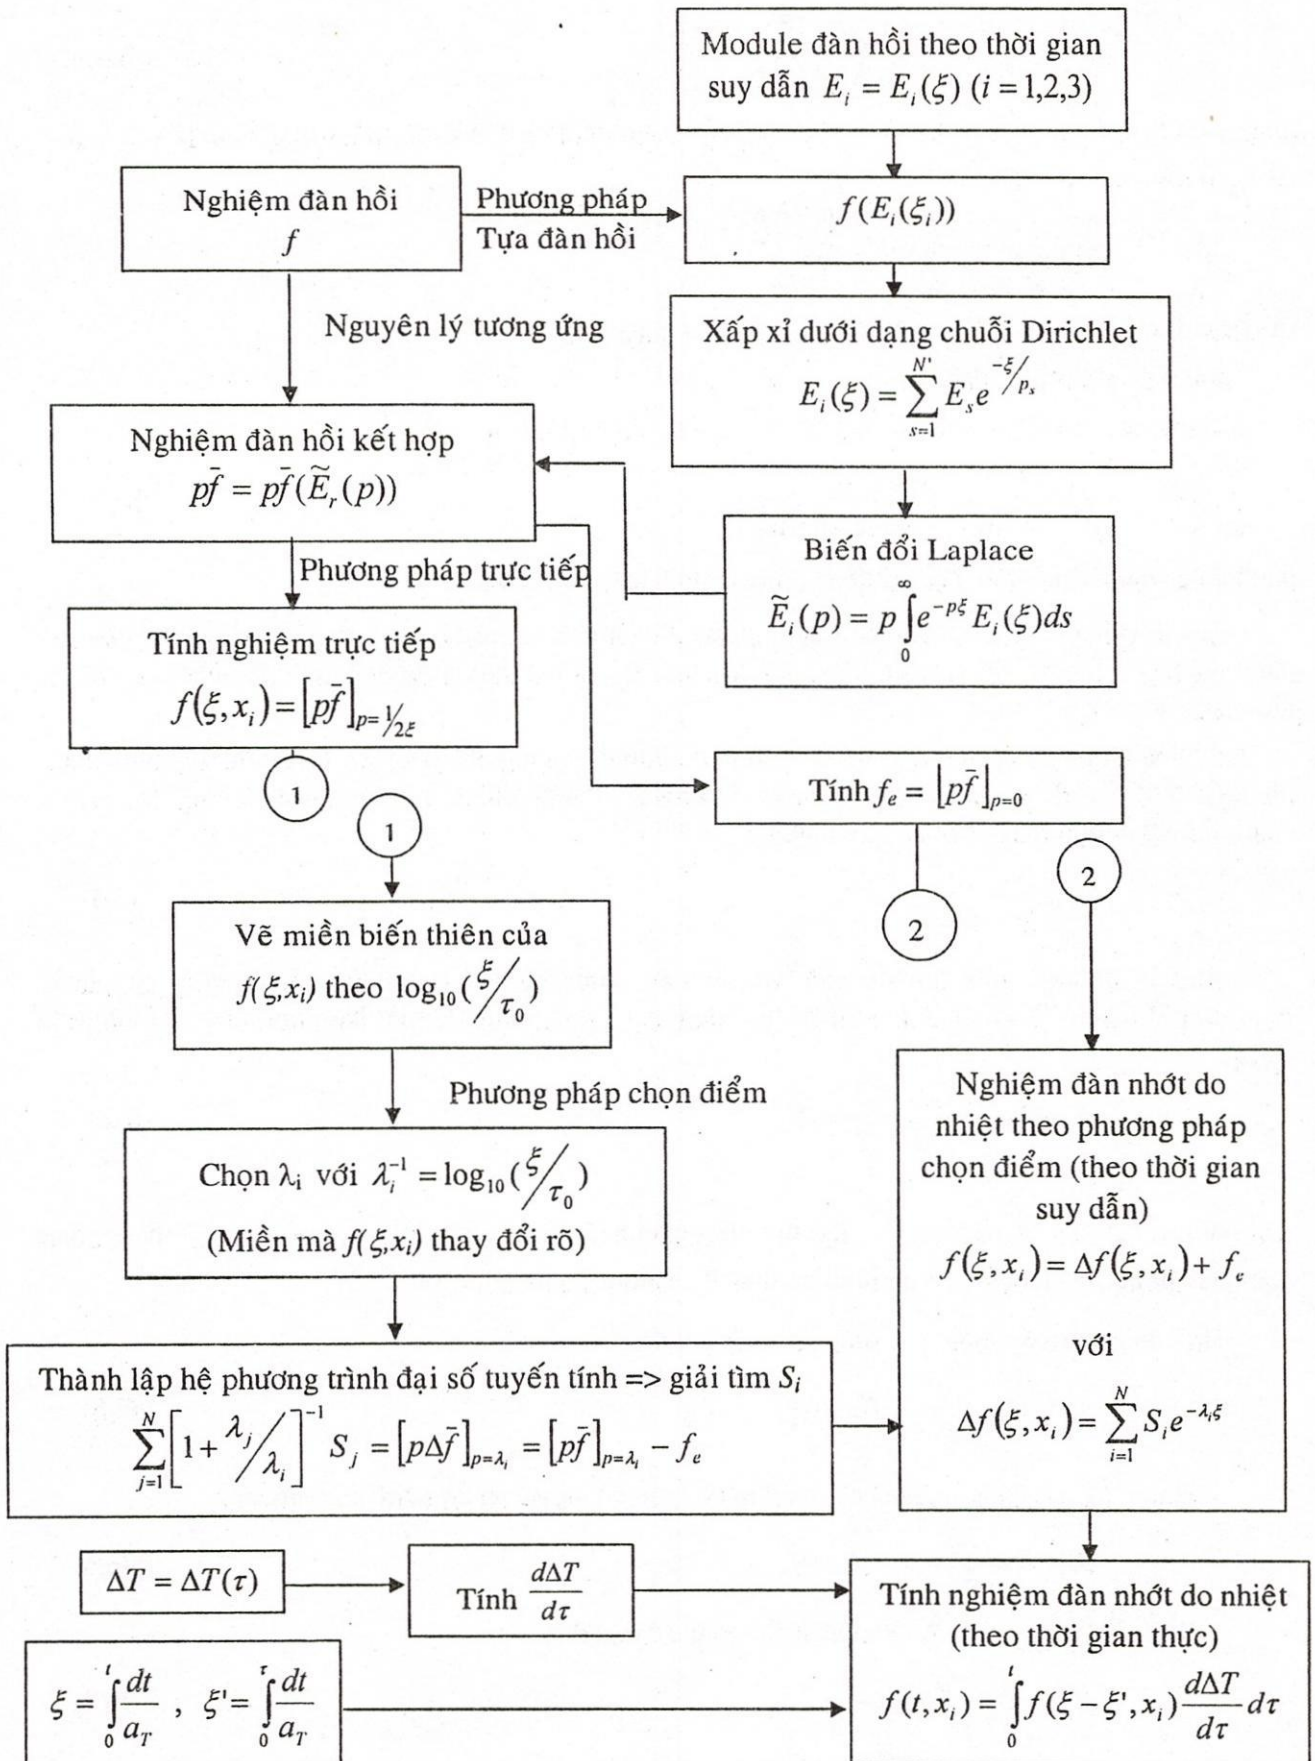 Module đàn hồi theo thời gian
suy dẫn E_i = E_i(ξ) (i = 1,2,3)
Nghiệm đàn hồi
f
Phương pháp
Tựa đàn hồi
f(E_i(ξ_i))
Nguyên lý tương ứng
Xấp xỉ dưới dạng chuỗi Dirichlet
E_i(ξ) = ∑_{s=1}^{N'} E_s e^{-ξ/p_s}
Nghiệm đàn hồi kết hợp
pf̄ = pf̄(Ẽ_r(p))
Biến đổi Laplace
Ẽ_i(p) = p∫_0^∞ e^{-pξ} E_i(ξ)ds
Phương pháp trực tiếp
Tính nghiệm trực tiếp
f(ξ,x_i) = [pf̄]_{p=1/2ξ}
1
Tính f_e = [pf̄]_{p=0}
2
1
2
Vẽ miền biến thiên của
f(ξ,x_i) theo log_{10}(ξ/τ_0)
Phương pháp chọn điểm
Chọn λ_i với λ_i^{-1} = log_{10}(ξ/τ_0)
(Miền mà f(ξ,x_i) thay đổi rõ)
Thành lập hệ phương trình đại số tuyến tính => giải tìm S_i
∑_{j=1}^{N} [1 + λ_j/λ_i]^{-1} S_j = [pΔf̄]_{p=λ_i} = [pf̄]_{p=λ_i} − f_e
Nghiệm đàn nhớt do
nhiệt theo phương pháp
chọn điểm (theo thời gian
suy dẫn)
f(ξ,x_i) = Δf(ξ,x_i) + f_e
với
Δf(ξ,x_i) = ∑_{i=1}^{N} S_i e^{-λ_iξ}
ΔT = ΔT(τ)
Tính dΔT/dτ
ξ = ∫_0^t dt/a_T , ξ' = ∫_0^τ dt/a_T
Tính nghiệm đàn nhớt do nhiệt
(theo thời gian thực)
f(t,x_i) = ∫_0^t f(ξ − ξ',x_i) dΔT/dτ dτ